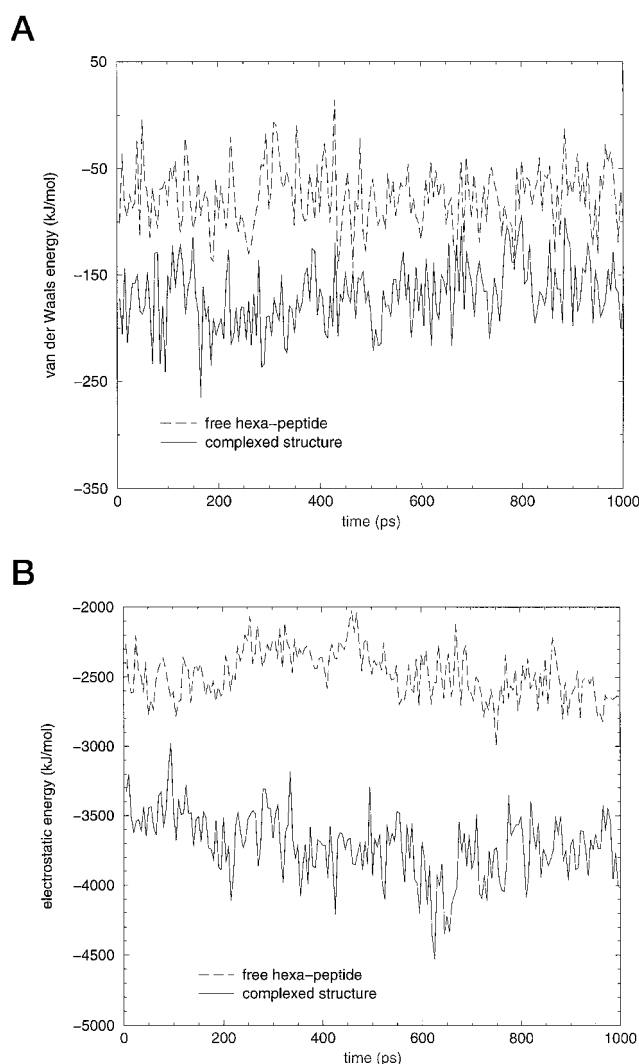 A
50
−50
−150
−250
−350
van der Waals energy (kJ/mol)
free hexa−peptide
complexed structure
0 200 400 600 800 1000
time (ps)
B
−2000
−2500
−3000
−3500
−4000
−4500
−5000
electrostatic energy (kJ/mol)
free hexa−peptide
complexed structure
0 200 400 600 800 1000
time (ps)